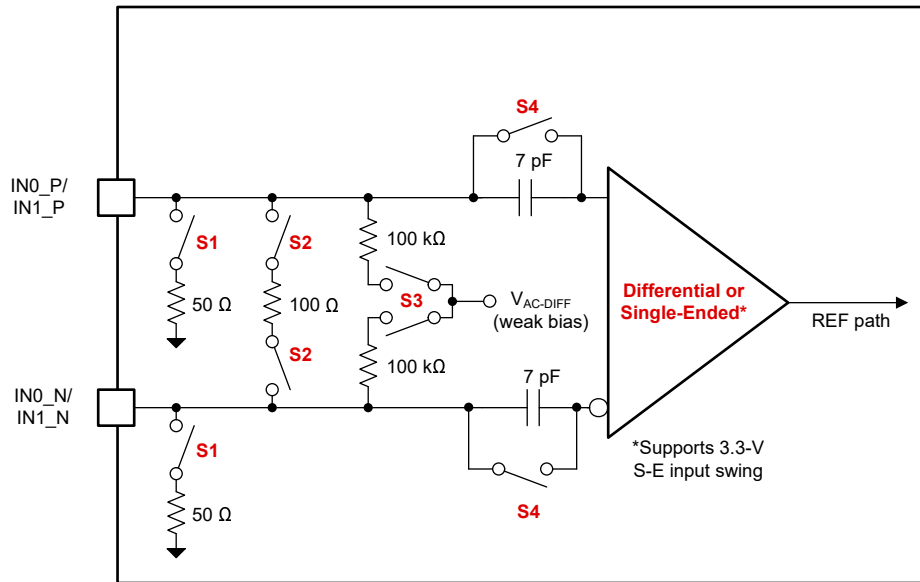 S4
7 pF
IN0_P/
IN1_P
100 kΩ
S1
S2
50 Ω
100 Ω
S3
VAC-DIFF
(weak bias)
Differential or
Single-Ended*
REF path
S2
100 kΩ
7 pF
IN0_N/
IN1_N
S1
*Supports 3.3-V
S-E input swing
50 Ω
S4